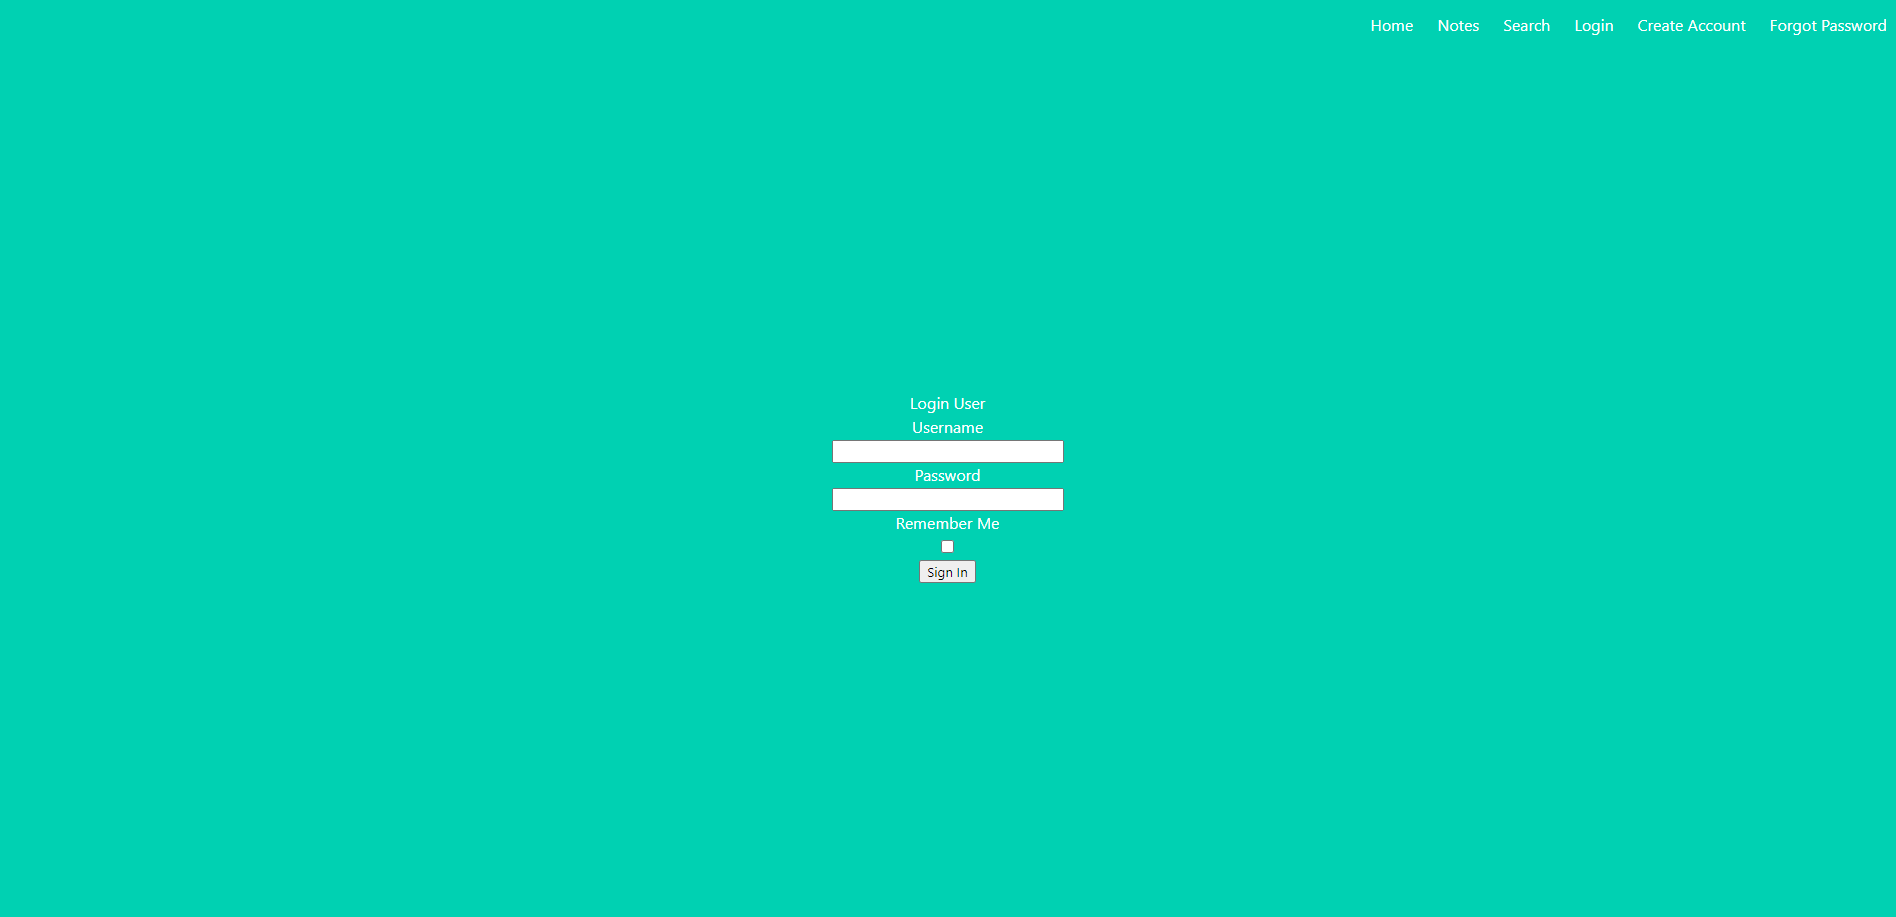 Home Notes Search Login Create Account Forgot Password
Login User
Username
Password
Remember Me
Sign In